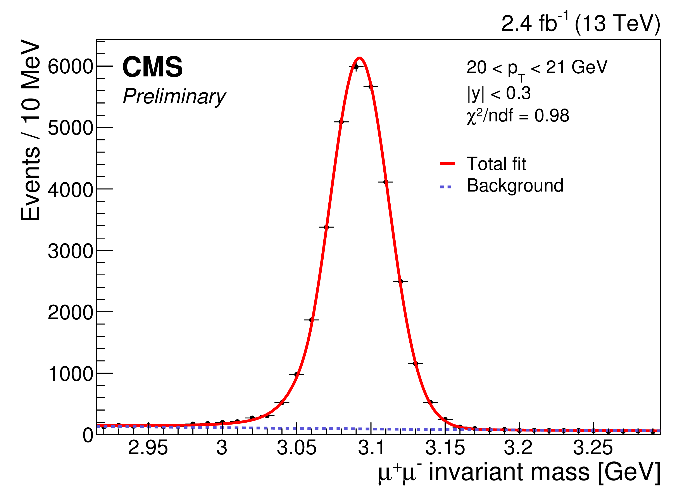 2.4 fb⁻¹ (13 TeV)
Events / 10 MeV
6000
5000
4000
3000
2000
1000
0
CMS
Preliminary
20 < p_T < 21 GeV
|y| < 0.3
χ²/ndf = 0.98
Total fit
Background
2.95 3 3.05 3.1 3.15 3.2 3.25
μ⁺μ⁻ invariant mass [GeV]